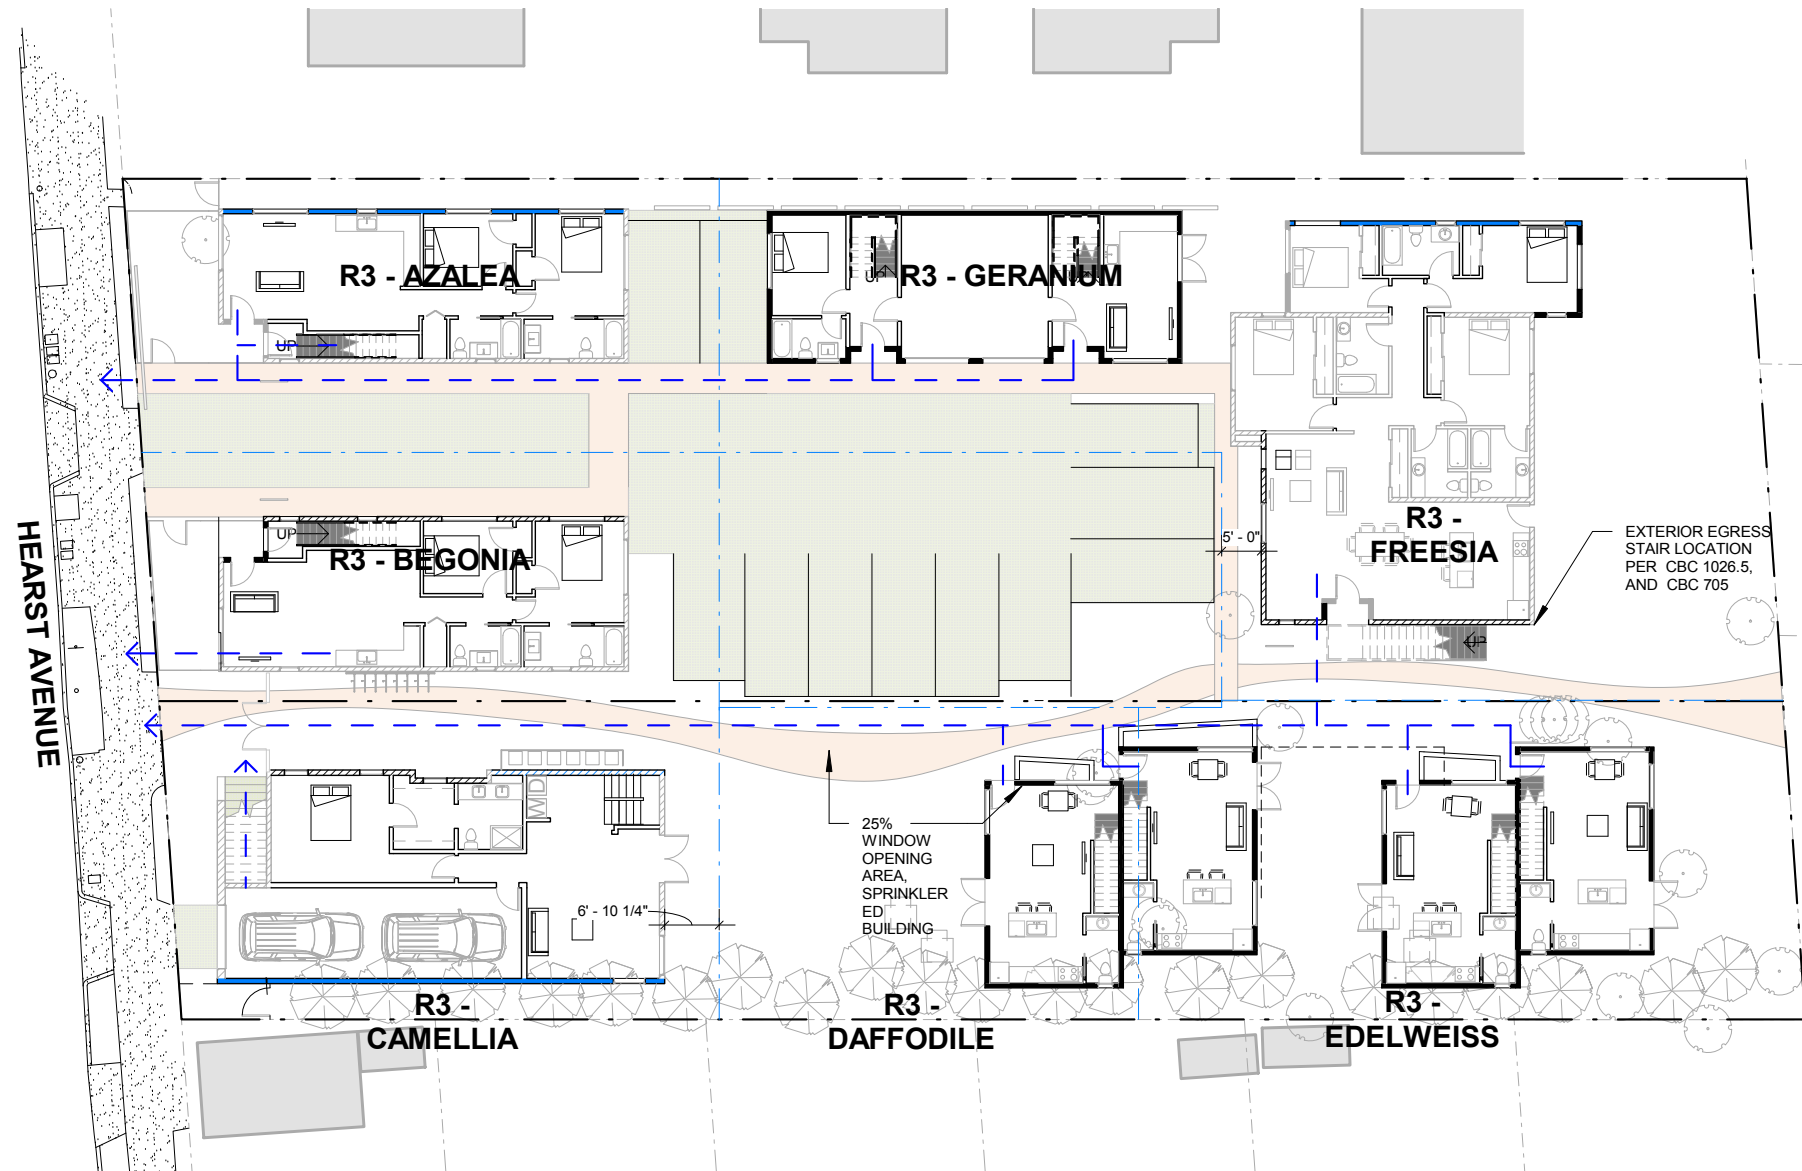 R3 - AZALEA
UP
UP
R3 - GERANIUM
UP
UP
R3 - BEGONIA
R3 -
FREESIA
5' - 0"
EXTERIOR EGRESS
STAIR LOCATION
PER CBC 1026.5,
AND CBC 705
UP
HEARST AVENUE
W D
25%
WINDOW
OPENING
AREA,
SPRINKLER
ED
BUILDING
6' - 10 1/4"
R3 -
CAMELLIA
R3 -
DAFFODILE
R3 -
EDELWEISS